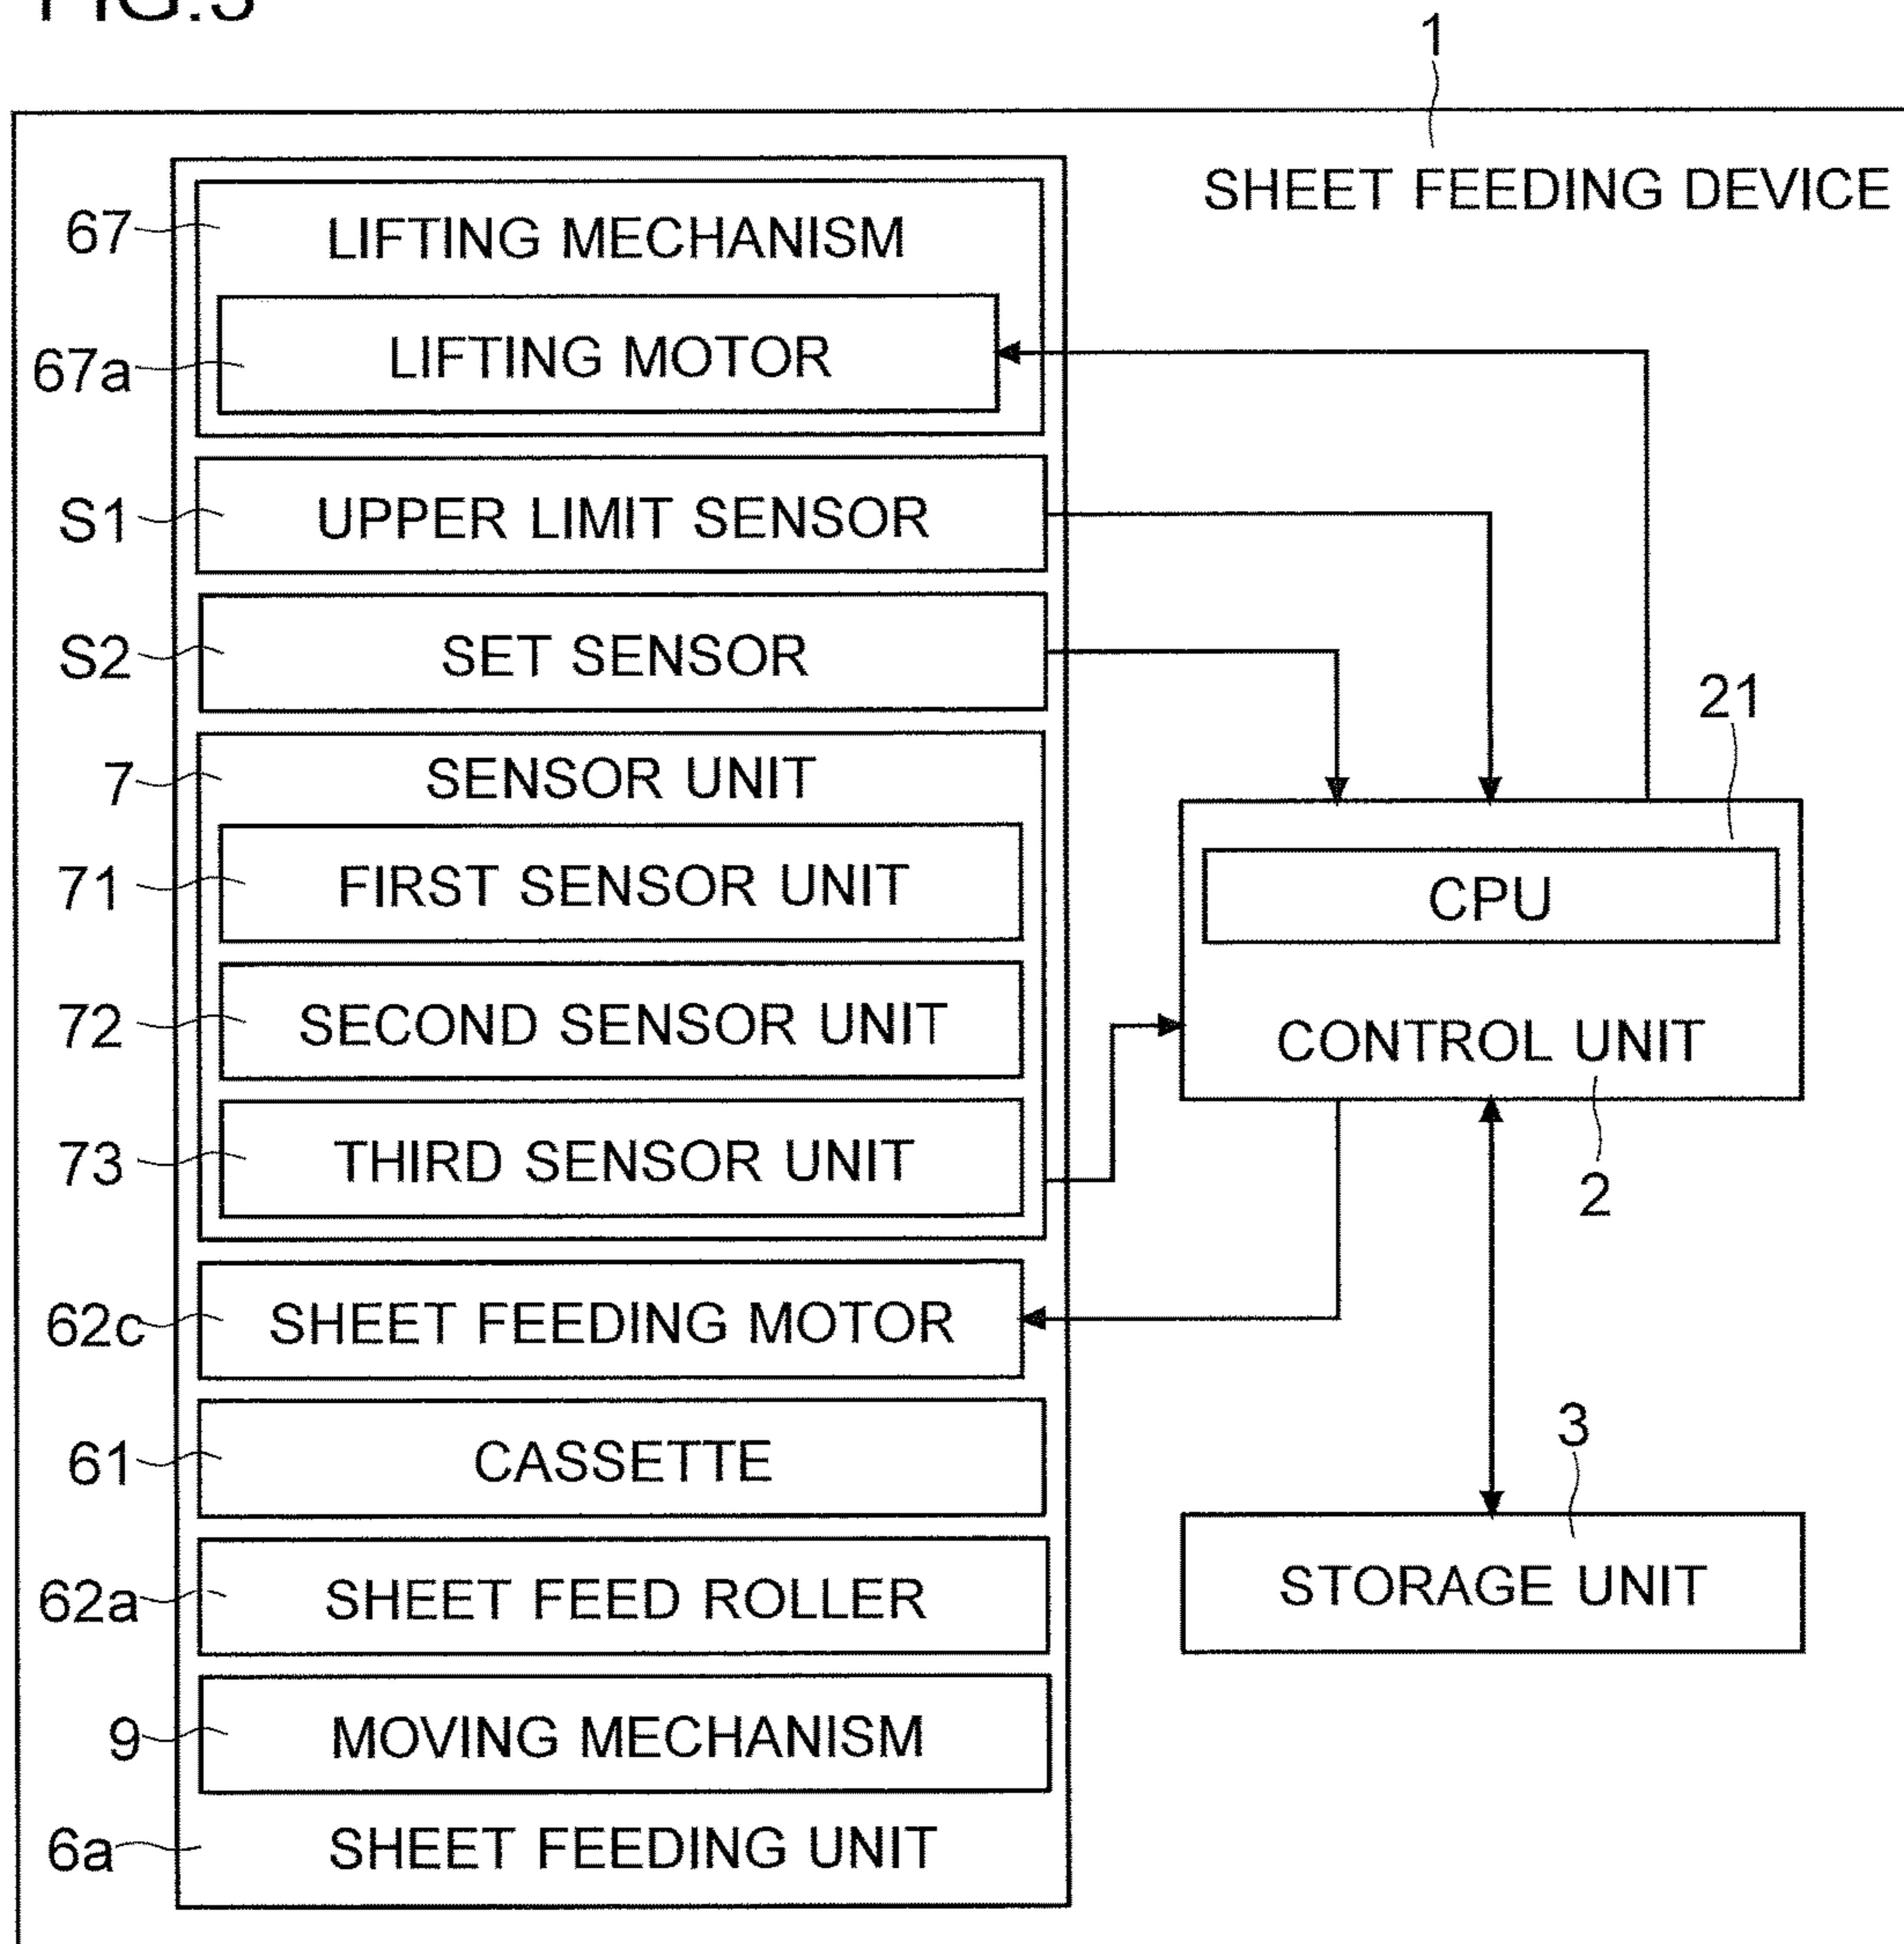 FIG.5
1
SHEET FEEDING DEVICE
67 LIFTING MECHANISM
67a LIFTING MOTOR
S1 UPPER LIMIT SENSOR
S2 SET SENSOR
21
7 SENSOR UNIT
71 FIRST SENSOR UNIT
CPU
72 SECOND SENSOR UNIT
CONTROL UNIT
73 THIRD SENSOR UNIT
2
62c SHEET FEEDING MOTOR
3
61 CASSETTE
62a SHEET FEED ROLLER
STORAGE UNIT
9 MOVING MECHANISM
6a SHEET FEEDING UNIT